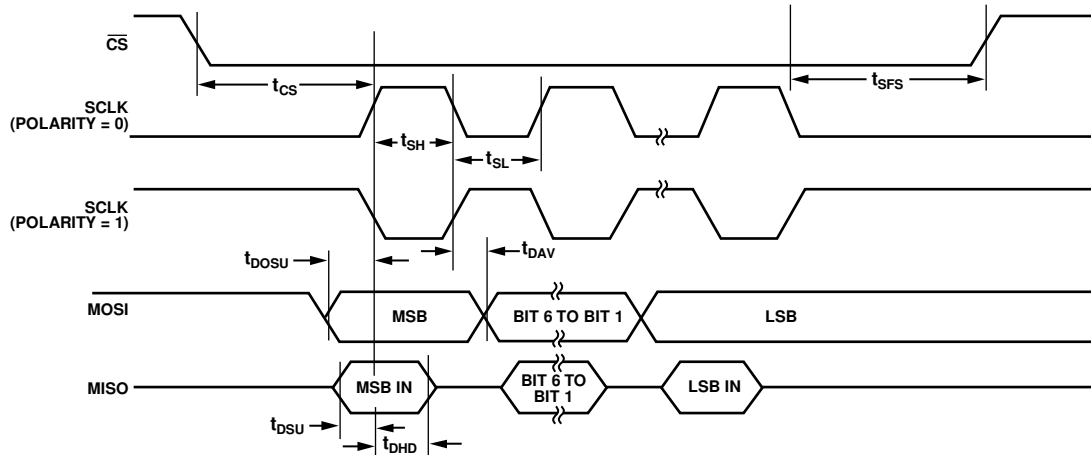 CS
tCS
tSFS
SCLK
(POLARITY = 0)
tSH
tSL
SCLK
(POLARITY = 1)
tDAV
tDOSU
MOSI
MSB
BIT 6 TO BIT 1
LSB
MISO
MSB IN
BIT 6 TO
BIT 1
LSB IN
tDSU
tDHD